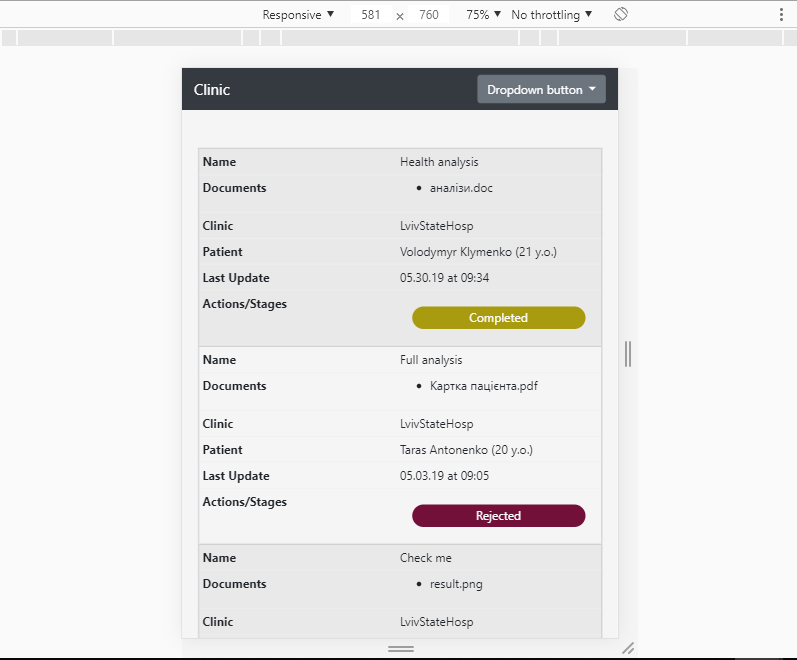 Responsive ▼ 581 x 760 75% ▼ No throttling ▼
Clinic Dropdown button
Name Health analysis
Documents • аналізи.doc
Clinic LvivStateHosp
Patient Volodymyr Klymenko (21 y.o.)
Last Update 05.30.19 at 09:34
Actions/Stages
Completed
Name Full analysis
Documents • Картка пацієнта.pdf
Clinic LvivStateHosp
Patient Taras Antonenko (20 y.o.)
Last Update 05.03.19 at 09:05
Actions/Stages
Rejected
Name Check me
Documents • result.png
Clinic LvivStateHosp